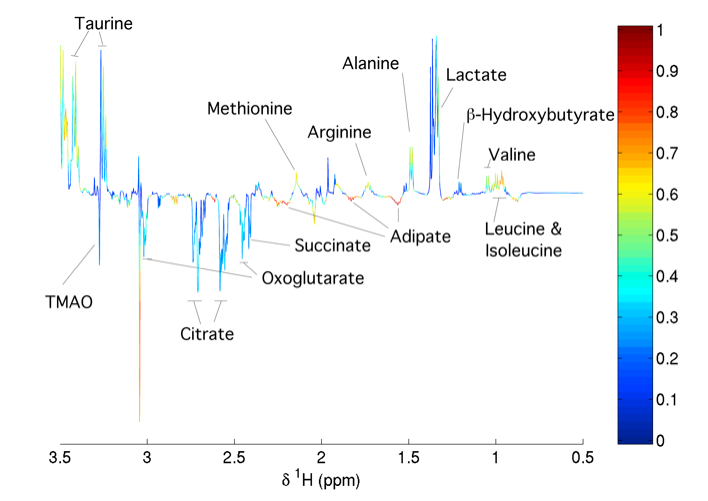 Taurine
Alanine
Lactate
Methionine
β-Hydroxybutyrate
Arginine
Valine
Succinate
Adipate
Leucine &
Isoleucine
Oxoglutarate
TMAO
Citrate
3.5 3 2.5 2 1.5 1 0.5
δ ¹H (ppm)
1
0.9
0.8
0.7
0.6
0.5
0.4
0.3
0.2
0.1
0